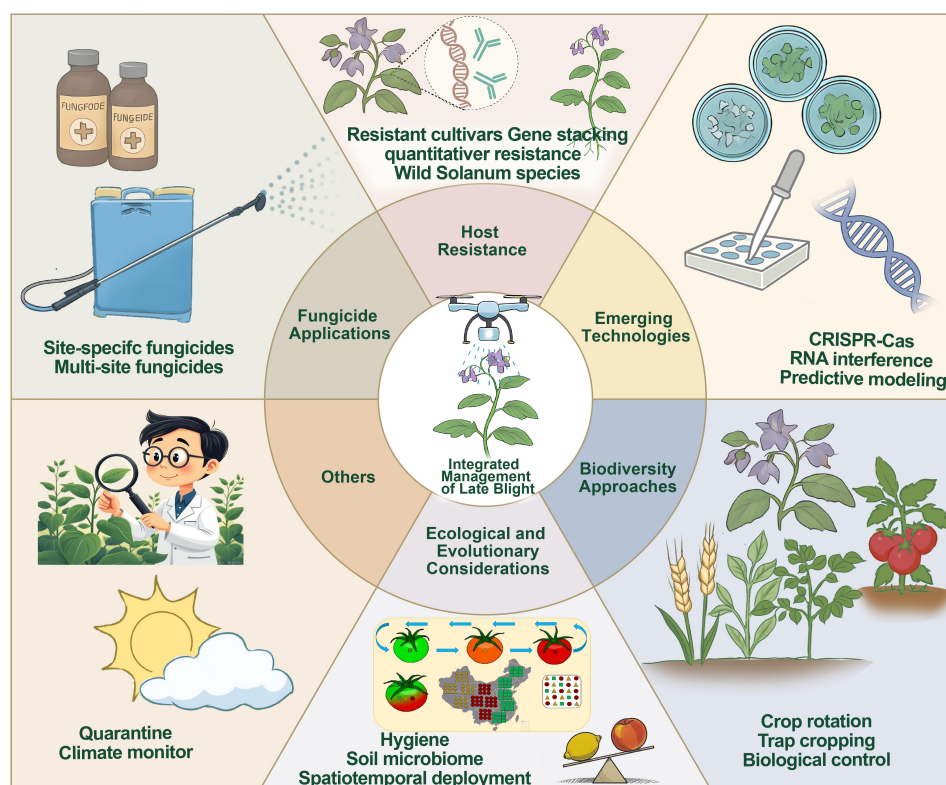 FUNGFODE
FUNGEIDE
Resistant cultivars Gene stacking
quantitativer resistance
Wild Solanum species
Host
Resistance
Fungicide
Applications
Emerging
Technologies
Site-specifc fungicides
Multi-site fungicides
CRISPR-Cas
RNA interference
Predictive modeling
Others
Integrated
Management
of Late Blight
Biodiversity
Approaches
Ecological and
Evolutionary
Considerations
Quarantine
Climate monitor
Hygiene
Soil microbiome
Spatiotemporal deployment
Crop rotation
Trap cropping
Biological control